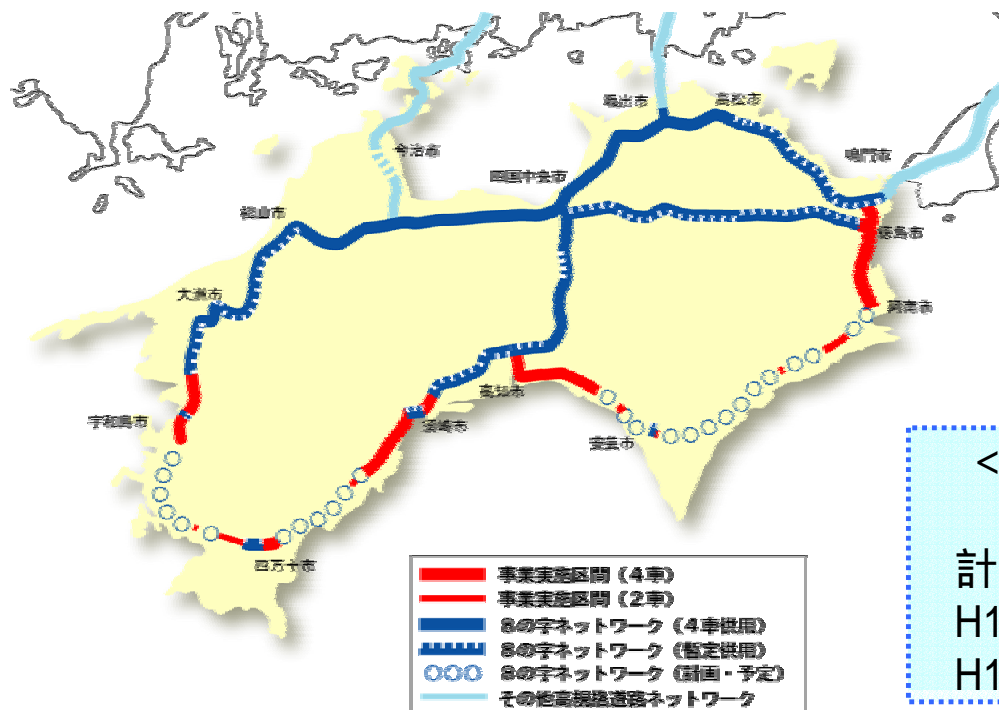 坂出市
高松市
鳴門市
今治市
四国中央市
松山市
徳島市
大洲市
阿南市
高知市
宇和島市
須崎市
安芸市
四万十市
事業実施区間（４車）
事業実施区間（２車）
８の字ネットワーク（４車供用）
８の字ネットワーク（暫定供用）
８の字ネットワーク（計画・予定）
その他高規格道路ネットワーク
<
計
H1
H1